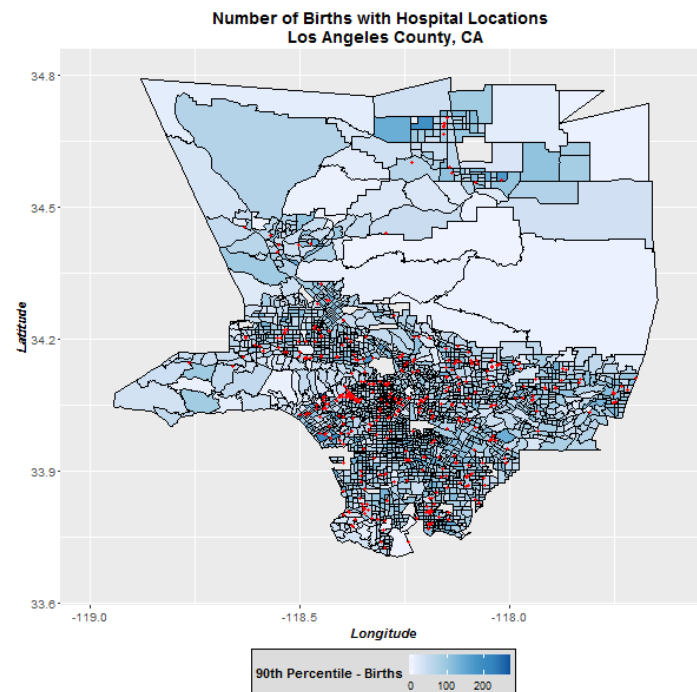 Number of Births with Hospital Locations
Los Angeles County, CA
34.8
34.5
34.2
33.9
33.6
Latitude
-119.0
-118.5
-118.0
Longitude
90th Percentile - Births
0
100
200